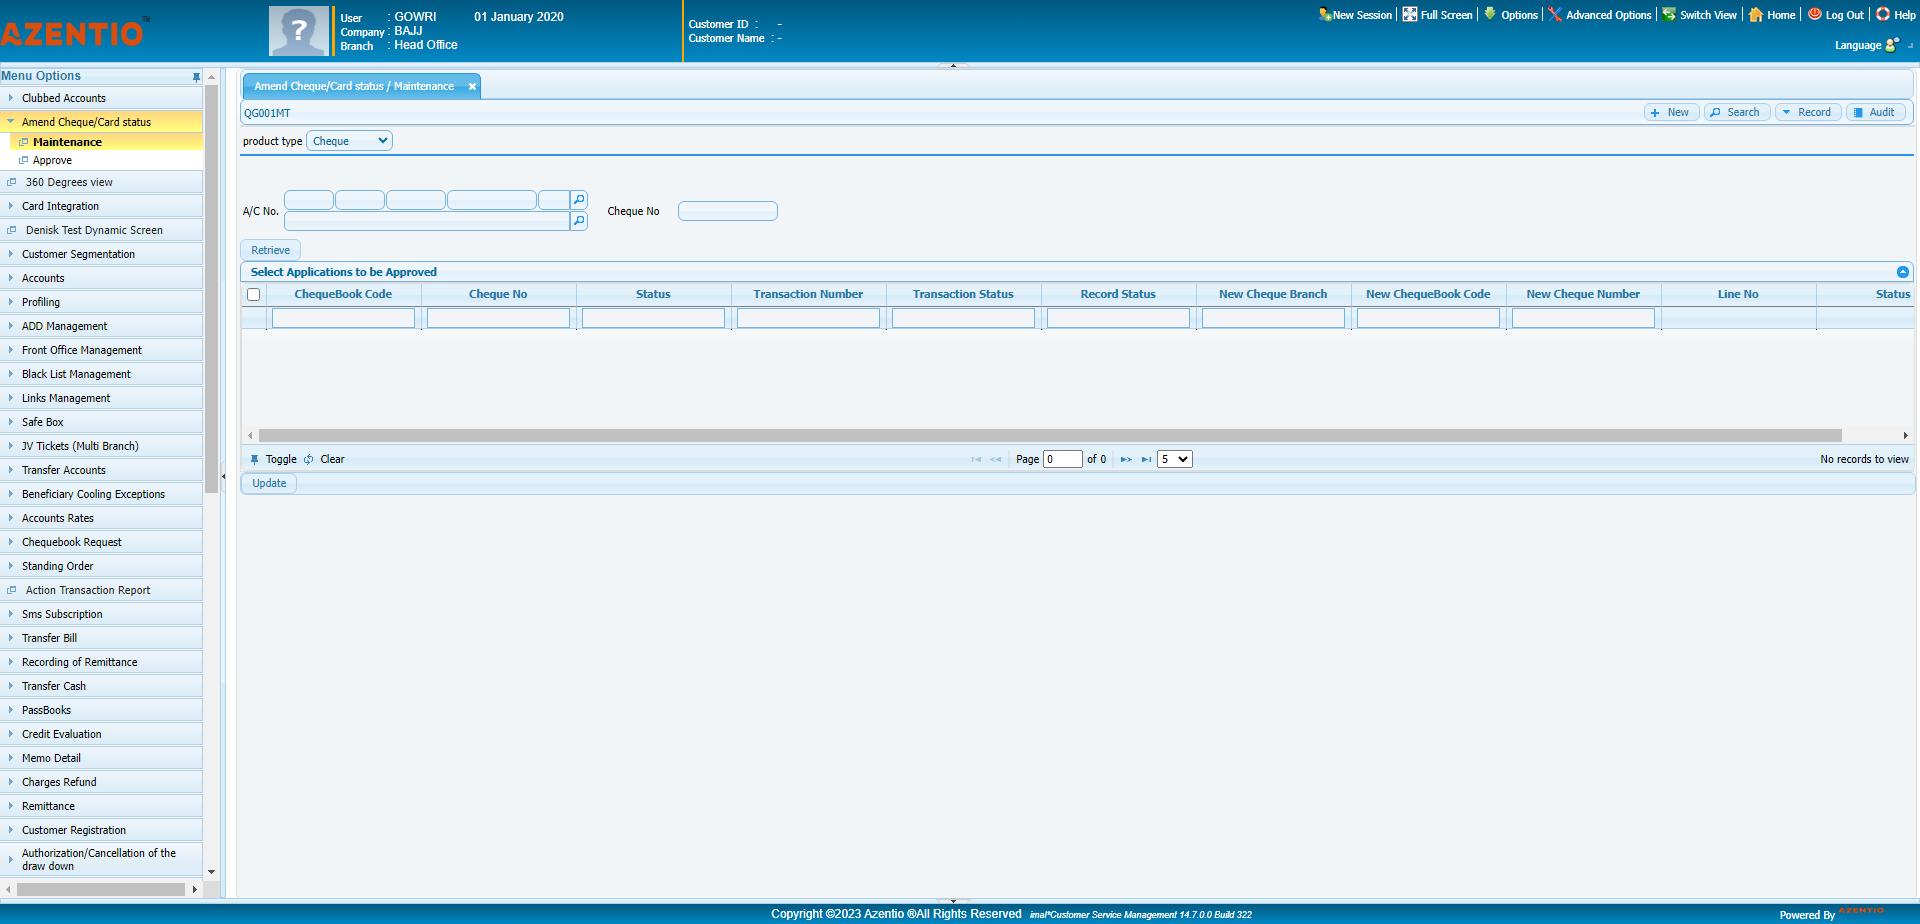 AZENTIO™
User : GOWRI 01 January 2020
Company : BAJJ
Branch : Head Office
Customer ID : -
Customer Name : -
New Session Full Screen Options Advanced Options Switch View Home Log Out Help
Language
Menu Options
Clubbed Accounts
Amend Cheque/Card status
Maintenance
Approve
360 Degrees view
Card Integration
Denisk Test Dynamic Screen
Customer Segmentation
Accounts
Profiling
ADD Management
Front Office Management
Black List Management
Links Management
Safe Box
JV Tickets (Multi Branch)
Transfer Accounts
Beneficiary Cooling Exceptions
Accounts Rates
Chequebook Request
Standing Order
Action Transaction Report
Sms Subscription
Transfer Bill
Recording of Remittance
Transfer Cash
PassBooks
Credit Evaluation
Memo Detail
Charges Refund
Remittance
Customer Registration
Authorization/Cancellation of the
draw down
Amend Cheque/Card status / Maintenance
QG001MT
New Search Record Audit
product type Cheque
A/C No. Cheque No
Retrieve
Select Applications to be Approved
ChequeBook Code Cheque No Status Transaction Number Transaction Status Record Status New Cheque Branch New ChequeBook Code New Cheque Number Line No Status
Toggle Clear Page 0 of 0 5 No records to view
Update
Copyright ©2023 Azentio ®All Rights Reserved imal*Customer Service Management 14.7.0.0 Build 322
Powered By AZENTIO